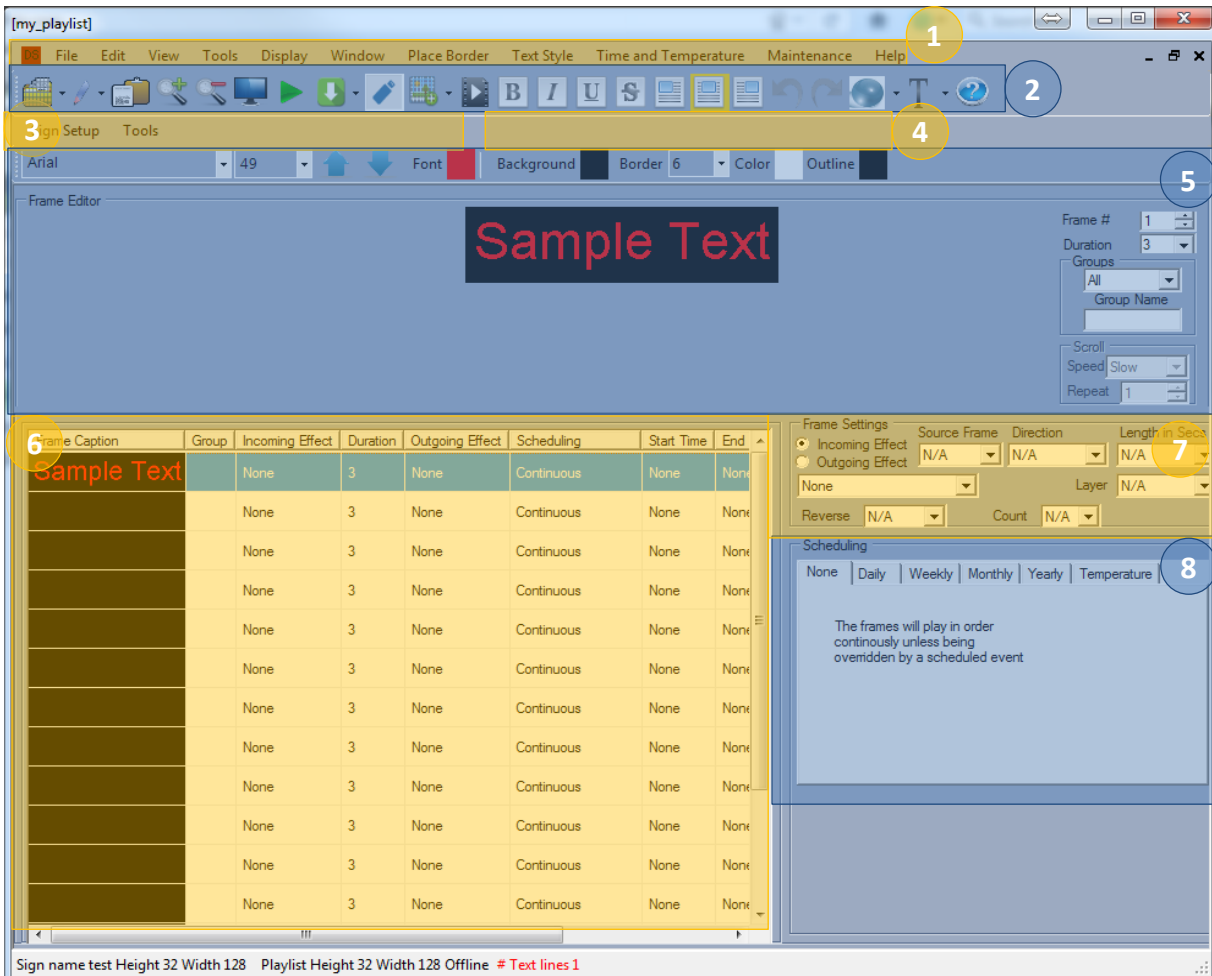 [my_playlist]
1
DS File Edit View Tools Display Window Place Border Text Style Time and Temperature Maintenance Help
B I U S T ? 2
3 Sign Setup Tools 4
Arial 49 Font Background Border 6 Color Outline
5
Frame Editor
Sample Text
Frame # 1
Duration 3
Groups
All
Group Name
Scroll
Speed Slow
Repeat 1
6
Frame Caption Group Incoming Effect Duration Outgoing Effect Scheduling Start Time End
Sample Text None 3 None Continuous None None
None 3 None Continuous None None
None 3 None Continuous None None
None 3 None Continuous None None
None 3 None Continuous None None
None 3 None Continuous None None
None 3 None Continuous None None
None 3 None Continuous None None
None 3 None Continuous None None
None 3 None Continuous None None
None 3 None Continuous None None
None 3 None Continuous None None
Frame Settings
Incoming Effect Source Frame Direction Length in Secs
Outgoing Effect N/A N/A N/A
7
None Layer N/A
Reverse N/A Count N/A
Scheduling
None Daily Weekly Monthly Yearly Temperature 8
The frames will play in order
continously unless being
overridden by a scheduled event
Sign name test Height 32 Width 128 Playlist Height 32 Width 128 Offline # Text lines 1